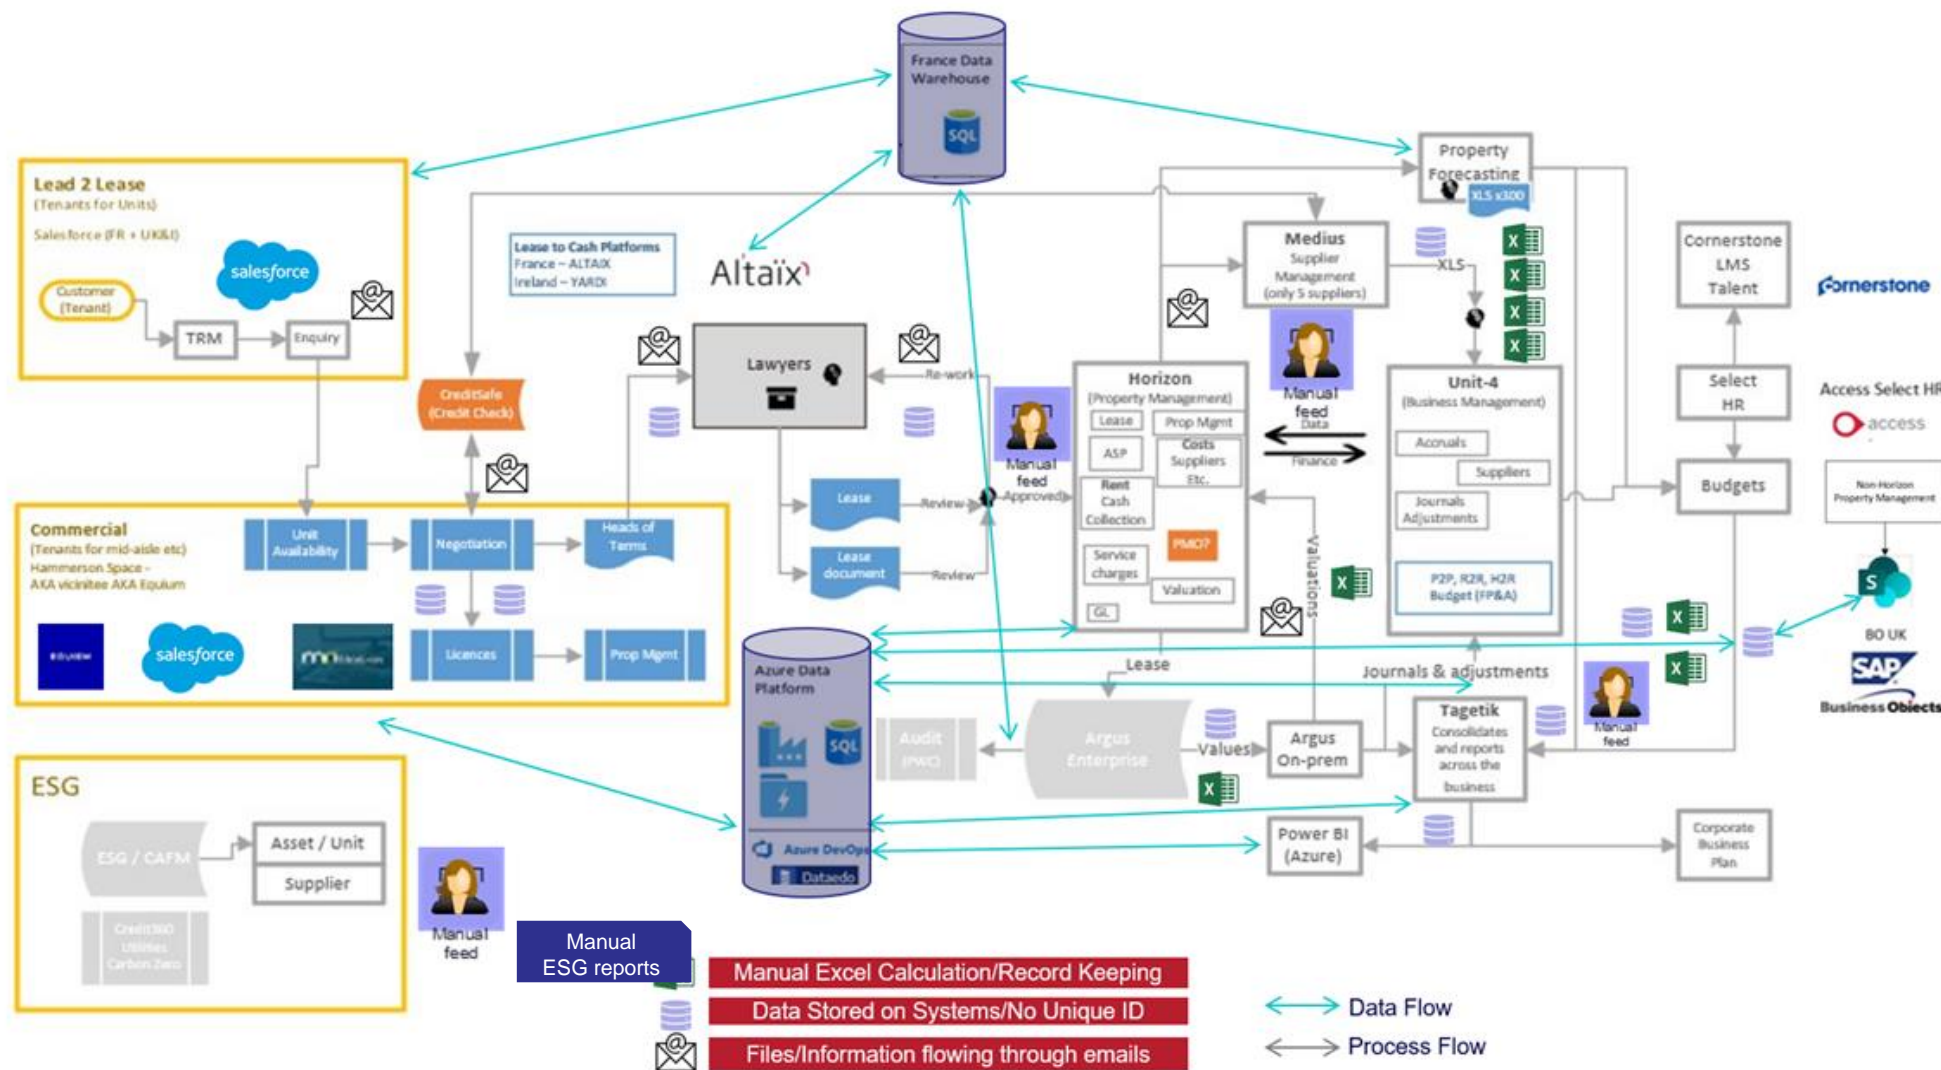 France Data
Warehouse
SQL
Lead 2 Lease
(Tenants for Units)
Salesforce (FR + UK&I)
salesforce
Customer
(Tenant)
TRM
Enquiry
Lease to Cash Platforms
France – ALTAIX
Ireland – YARDI
Altaïx
CreditSafe
(Credit Check)
Lawyers
Re-work
Lease
Review
Lease
document
Review
Approved
Manual
feed
Property
Forecasting
XLS x300
Medius
Supplier
Management
(only 5 suppliers)
XLS
Manual
feed
Data
Finance
Horizon
(Property Management)
Lease
Prop Mgmt
ASP
Costs
Suppliers
Etc.
Rent
Cash
Collection
PMO?
Service
charges
Valuation
GL
Valuations
Unit-4
(Business Management)
Accruals
Suppliers
Journals
Adjustments
P2P, R2R, H2R
Budget (FP&A)
Cornerstone
LMS
Talent
Select
HR
Budgets
cornerstone
Access Select HR
access
Non-Horizon
Property Management
S
BO UK
SAP
Business Objects
Commercial
(Tenants for mid-aisle etc)
Hammerson Space -
AKA vicinitee AKA Equium
Unit
Availability
Negotiation
Heads of
Terms
Licences
Prop Mgmt
salesforce
Azure Data
Platform
SQL
Azure DevOps
Dataedo
Lease
Audit
(PWC)
Argus
Enterprise
Values
Argus
On-prem
Journals & adjustments
Tagetik
Consolidates
and reports
across the
business
Manual
feed
Power BI
(Azure)
Corporate
Business
Plan
ESG
ESG / CAFM
Asset / Unit
Supplier
Credit360
Utilities
Carbon Zero
Manual
feed
Manual
ESG reports
Manual Excel Calculation/Record Keeping
Data Stored on Systems/No Unique ID
Files/Information flowing through emails
Data Flow
Process Flow